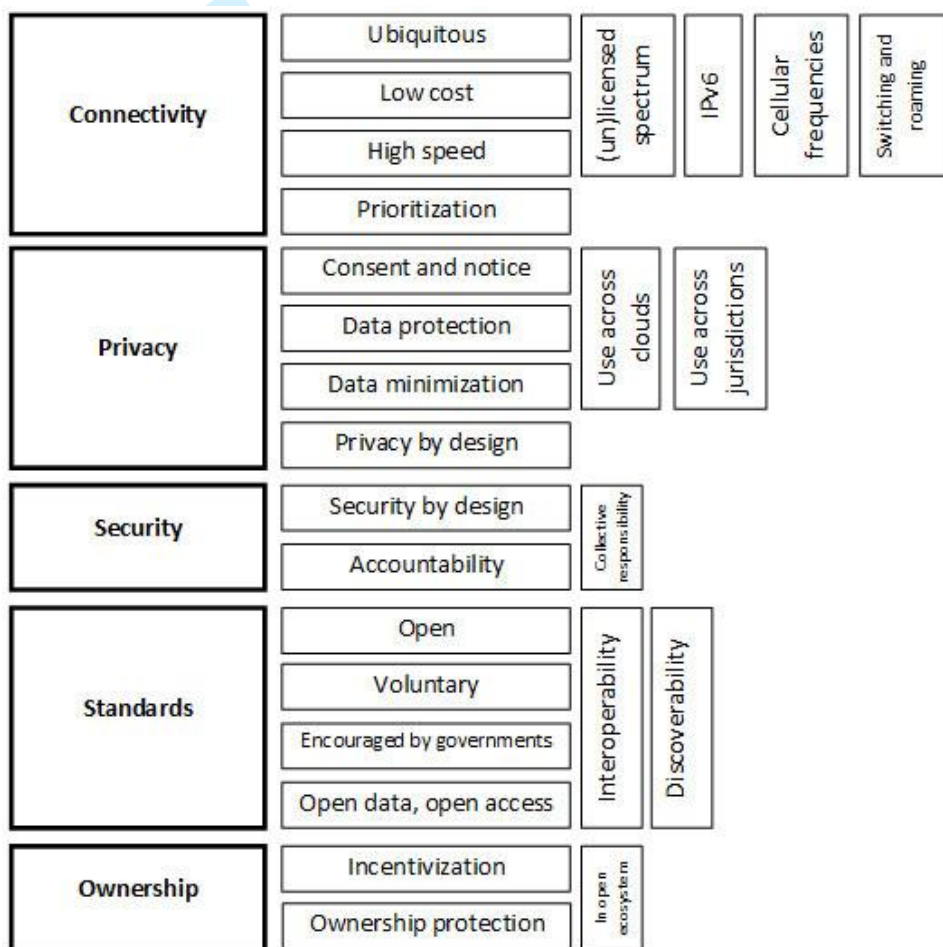 Connectivity
Ubiquitous
Low cost
High speed
Prioritization
(un)licensed
spectrum
IPv6
Cellular
frequencies
Switching and
roaming
Privacy
Consent and notice
Data protection
Data minimization
Privacy by design
Use across
clouds
Use across
jurisdictions
Security
Security by design
Accountability
Collective
responsibility
Standards
Open
Voluntary
Encouraged by governments
Open data, open access
Interoperability
Discoverability
Ownership
Incentivization
Ownership protection
In open
ecosystem